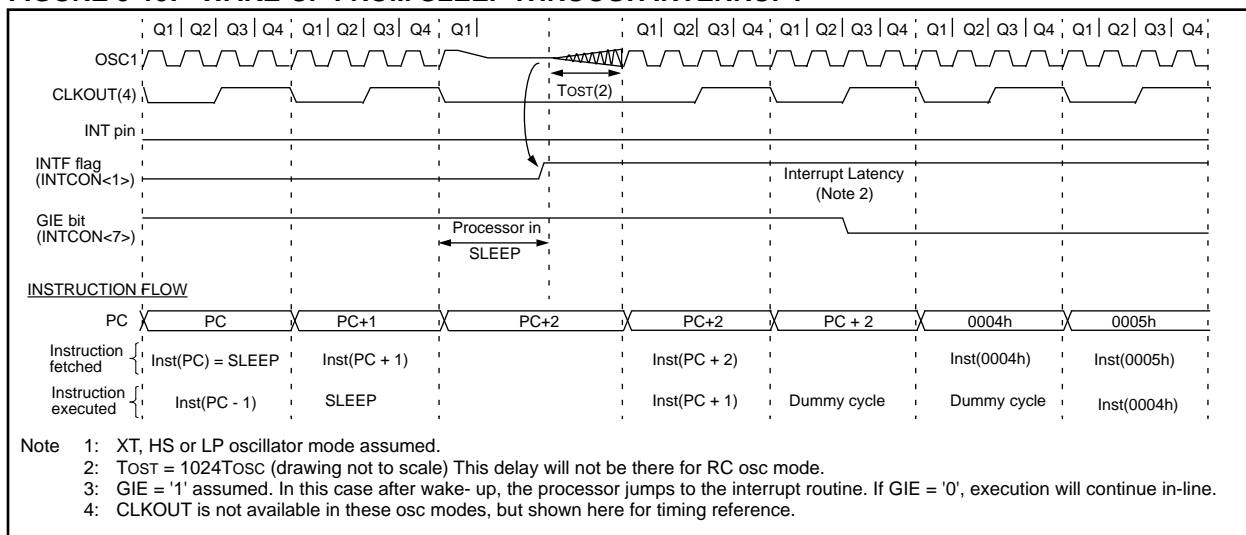 FIGURE 8-18: WAKE-UP FROM SLEEP THROUGH INTERRUPT
Q1 Q2 Q3 Q4 Q1 Q2 Q3 Q4 Q1 Q1 Q2 Q3 Q4 Q1 Q2 Q3 Q4 Q1 Q2 Q3 Q4 Q1 Q2 Q3 Q4
OSC1
CLKOUT(4)
TOST(2)
INT pin
INTF flag
(INTCON<1>)
Interrupt Latency
(Note 2)
GIE bit
(INTCON<7>)
Processor in
SLEEP
INSTRUCTION FLOW
PC PC PC+1 PC+2 PC+2 PC + 2 0004h 0005h
Instruction
fetched
Inst(PC) = SLEEP Inst(PC + 1) Inst(PC + 2) Inst(0004h) Inst(0005h)
Instruction
executed
Inst(PC - 1) SLEEP Inst(PC + 1) Dummy cycle Dummy cycle Inst(0004h)
Note 1: XT, HS or LP oscillator mode assumed.
2: TOST = 1024TOSC (drawing not to scale) This delay will not be there for RC osc mode.
3: GIE = '1' assumed. In this case after wake- up, the processor jumps to the interrupt routine. If GIE = '0', execution will continue in-line.
4: CLKOUT is not available in these osc modes, but shown here for timing reference.